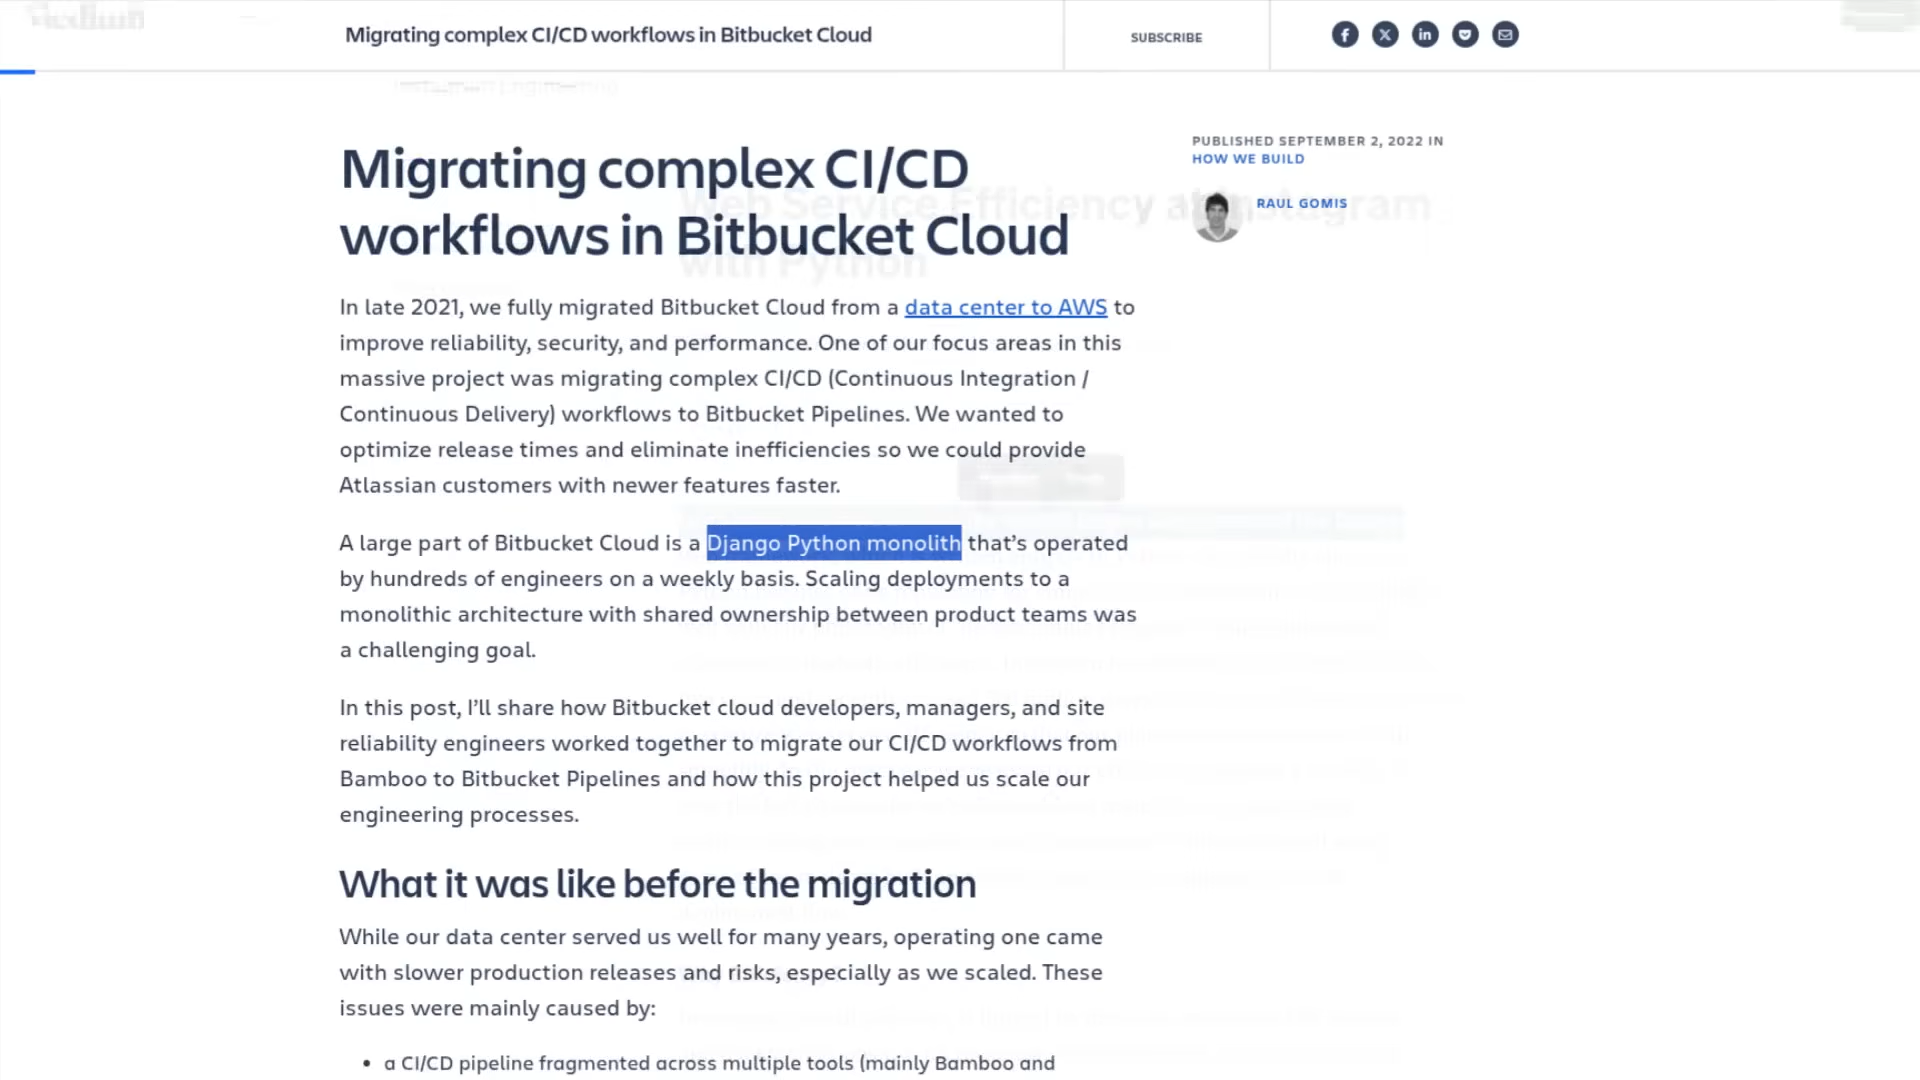 Migrating complex CI/CD workflows in Bitbucket Cloud
SUBSCRIBE
Migrating complex CI/CD
workflows in Bitbucket Cloud
PUBLISHED SEPTEMBER 2, 2022 IN
HOW WE BUILD
RAUL GOMIS
Web Service Efficiency at Instagram
with Python
In late 2021, we fully migrated Bitbucket Cloud from a data center to AWS to
improve reliability, security, and performance. One of our focus areas in this
massive project was migrating complex CI/CD (Continuous Integration /
Continuous Delivery) workflows to Bitbucket Pipelines. We wanted to
optimize release times and eliminate inefficiencies so we could provide
Atlassian customers with newer features faster.
A large part of Bitbucket Cloud is a Django Python monolith that’s operated
by hundreds of engineers on a weekly basis. Scaling deployments to a
monolithic architecture with shared ownership between product teams was
a challenging goal.
In this post, I’ll share how Bitbucket cloud developers, managers, and site
reliability engineers worked together to migrate our CI/CD workflows from
Bamboo to Bitbucket Pipelines and how this project helped us scale our
engineering processes.
What it was like before the migration
While our data center served us well for many years, operating one came
with slower production releases and risks, especially as we scaled. These
issues were mainly caused by:
• a CI/CD pipeline fragmented across multiple tools (mainly Bamboo and